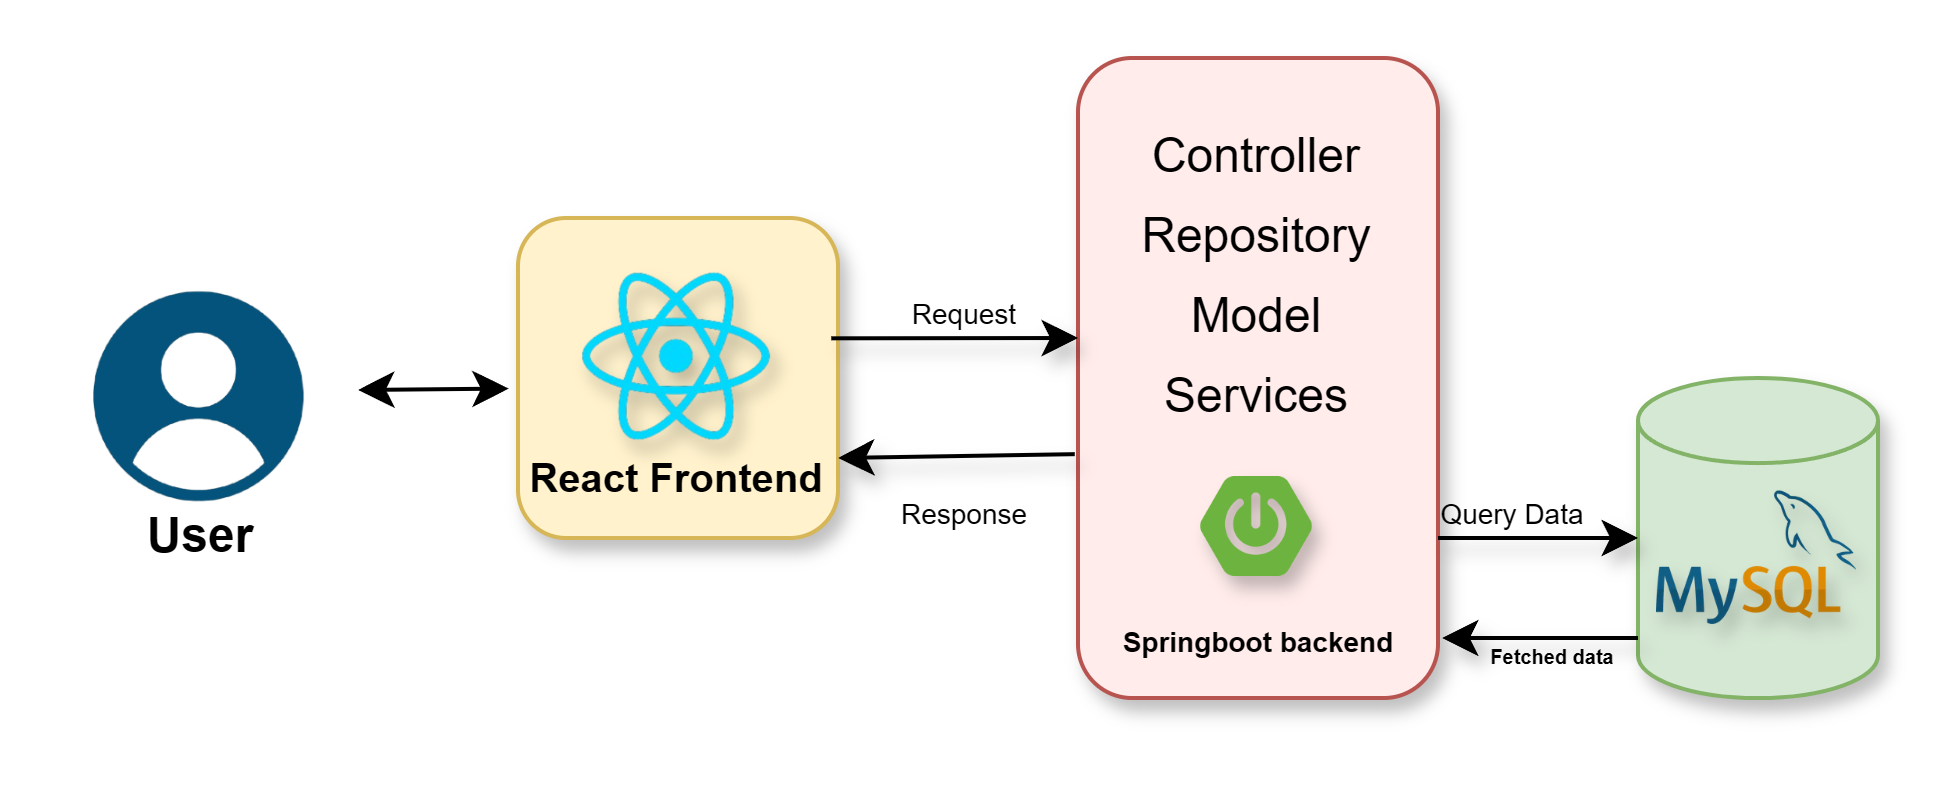 User
React Frontend
Request
Response
Controller
Repository
Model
Services
Springboot backend
Query Data
Fetched data
MySQL